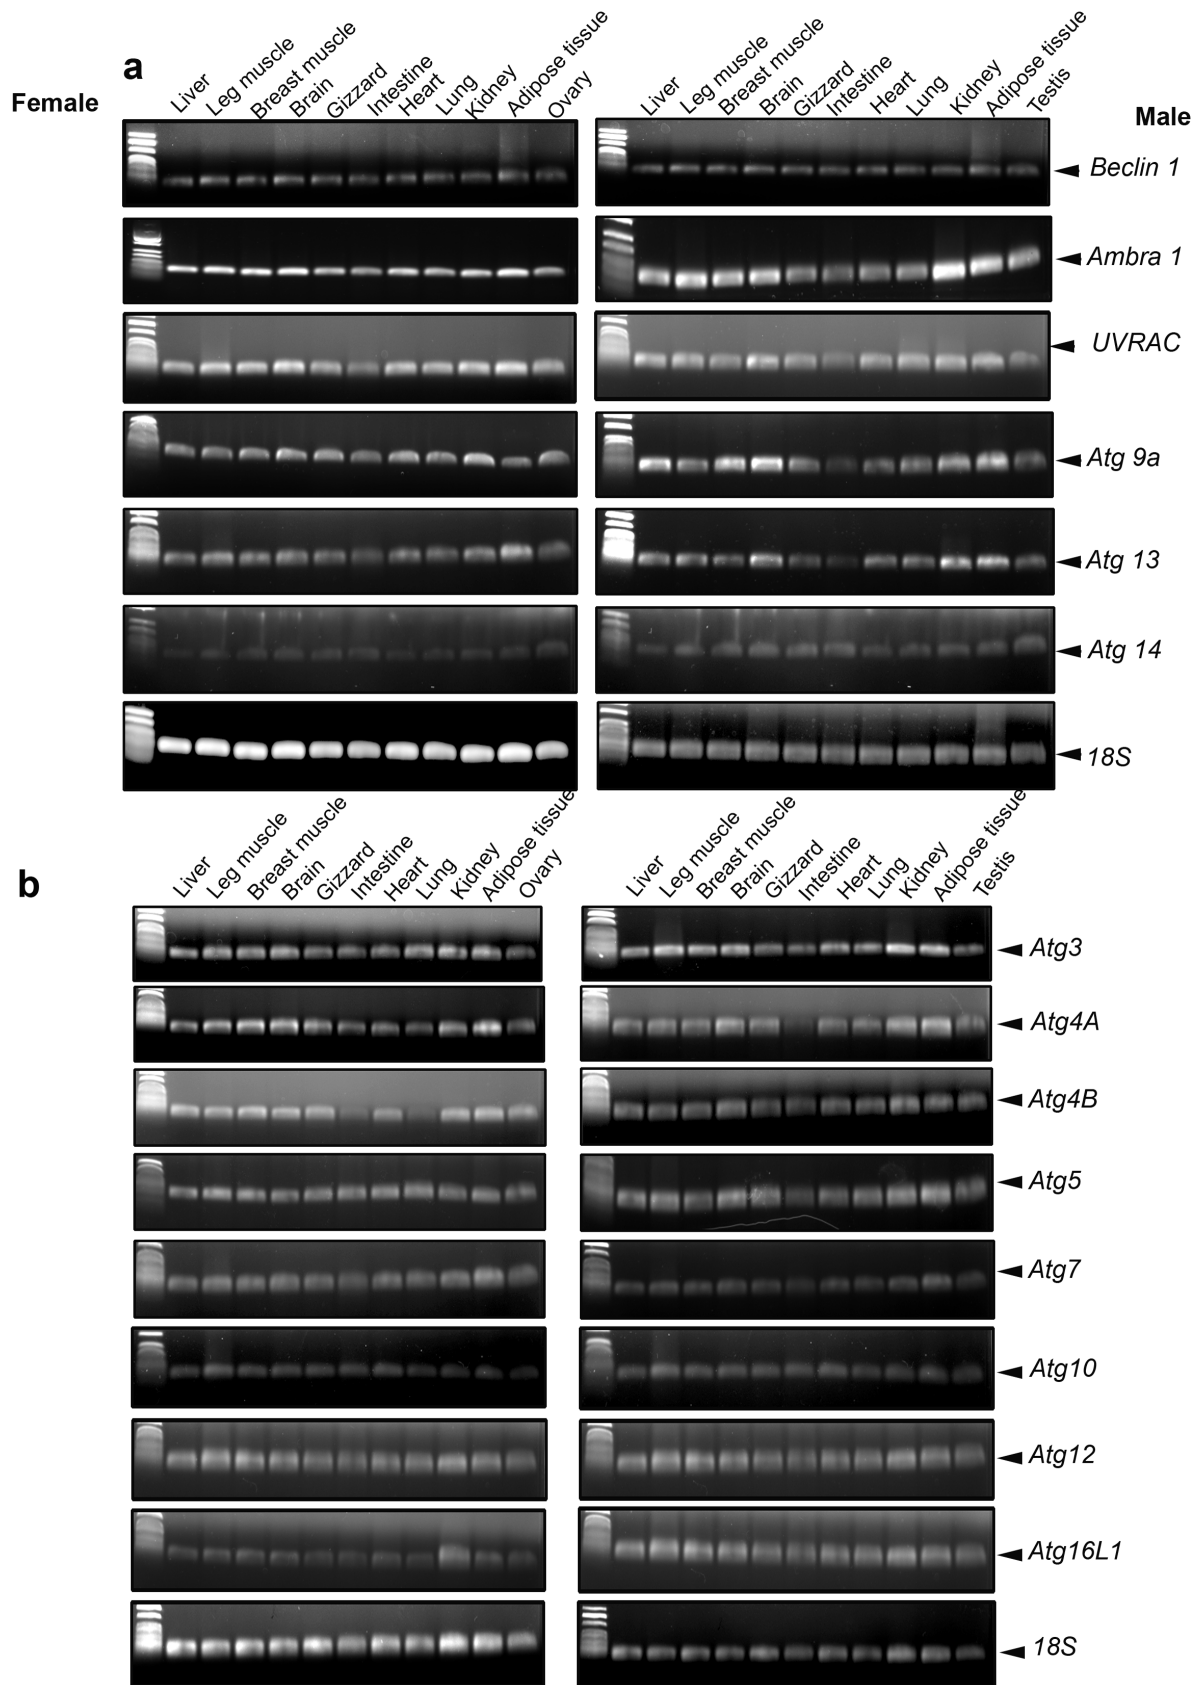 a
Female
Liver
Leg muscle
Breast muscle
Brain
Gizzard
Intestine
Heart
Lung
Kidney
Adipose tissue
Ovary
Liver
Leg muscle
Breast muscle
Brain
Gizzard
Intestine
Heart
Lung
Kidney
Adipose tissue
Testis
Male
Beclin 1
Ambra 1
UVRAC
Atg 9a
Atg 13
Atg 14
18S
b
Liver
Leg muscle
Breast muscle
Brain
Gizzard
Intestine
Heart
Lung
Kidney
Adipose tissue
Ovary
Liver
Leg muscle
Breast muscle
Brain
Gizzard
Intestine
Heart
Lung
Kidney
Adipose tissue
Testis
Atg3
Atg4A
Atg4B
Atg5
Atg7
Atg10
Atg12
Atg16L1
18S